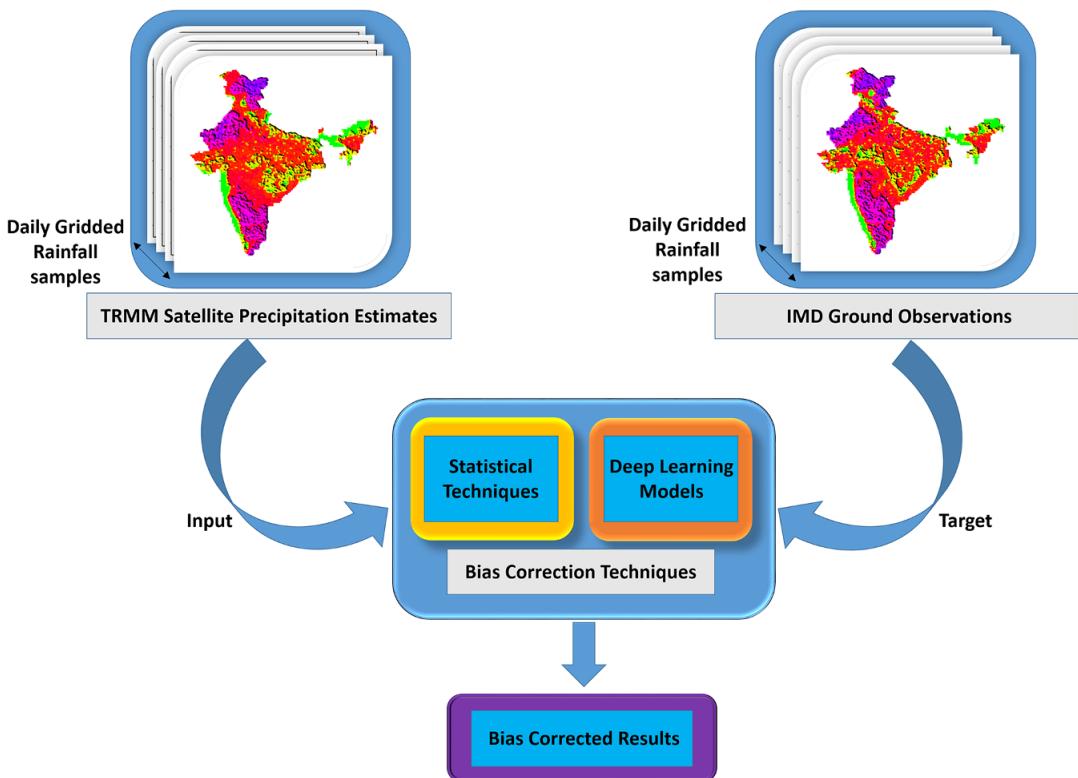 Daily Gridded
Rainfall
samples
TRMM Satellite Precipitation Estimates
Daily Gridded
Rainfall
samples
IMD Ground Observations
Input
Statistical
Techniques
Deep Learning
Models
Target
Bias Correction Techniques
Bias Corrected Results